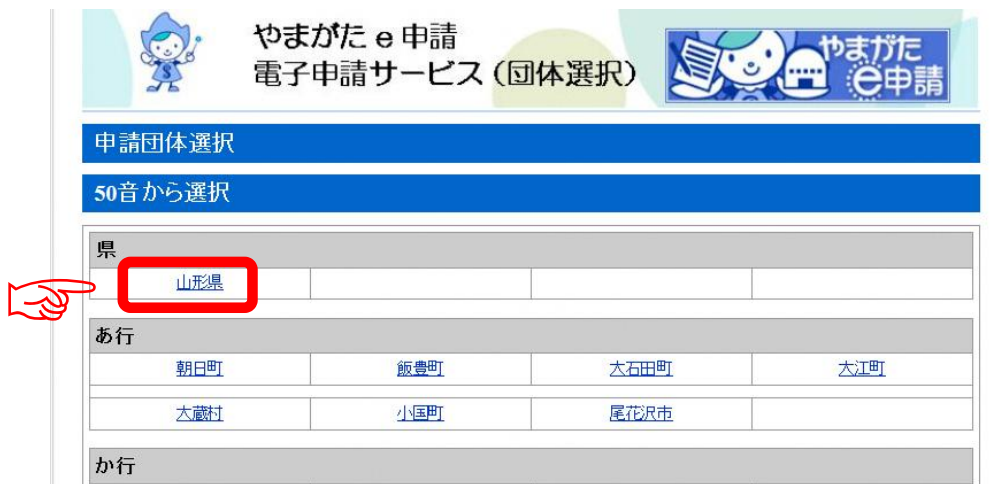 やまがた e 申請
電子申請サービス (団体選択)
やまがた
e申請
S
申請団体選択
50音から選択
県
山形県
あ行
朝日町 飯豊町 大石田町 大江町
大蔵村 小国町 尾花沢市
か行